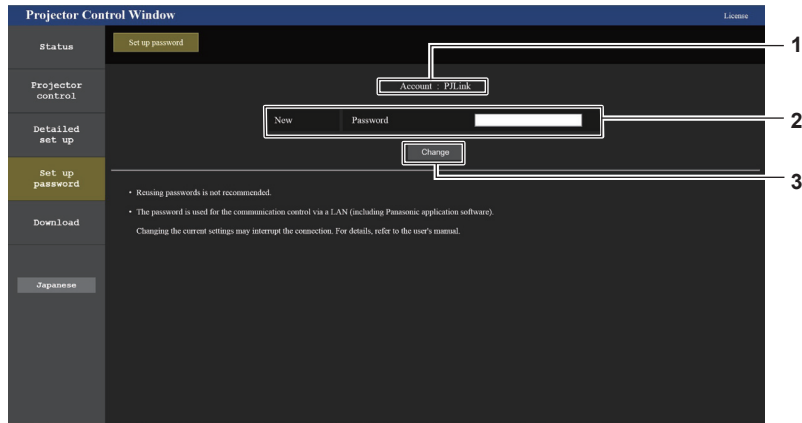 Projector Control Window
License
Status
Set up password
1
Projector
control
Account : PJLink
New Password
2
Detailed
set up
Change
Set up
password
3
• Reusing passwords is not recommended.
• The password is used for the communication control via a LAN (including Panasonic application software).
Changing the current settings may interrupt the connection. For details, refer to the user's manual.
Download
Japanese